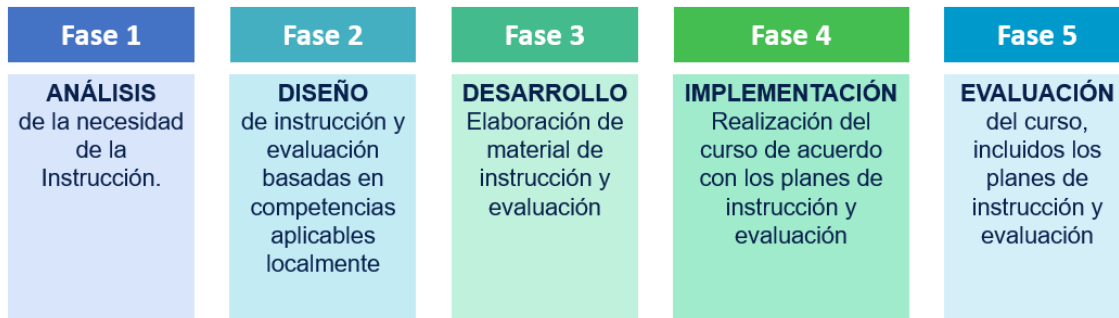 Fase 1
ANÁLISIS
de la necesidad
de la
Instrucción.
Fase 2
DISEÑO
de instrucción y
evaluación
basadas en
competencias
aplicables
localmente
Fase 3
DESARROLLO
Elaboración de
material de
instrucción y
evaluación
Fase 4
IMPLEMENTACIÓN
Realización del
curso de acuerdo
con los planes de
instrucción y
evaluación
Fase 5
EVALUACIÓN
del curso,
incluidos los
planes de
instrucción y
evaluación